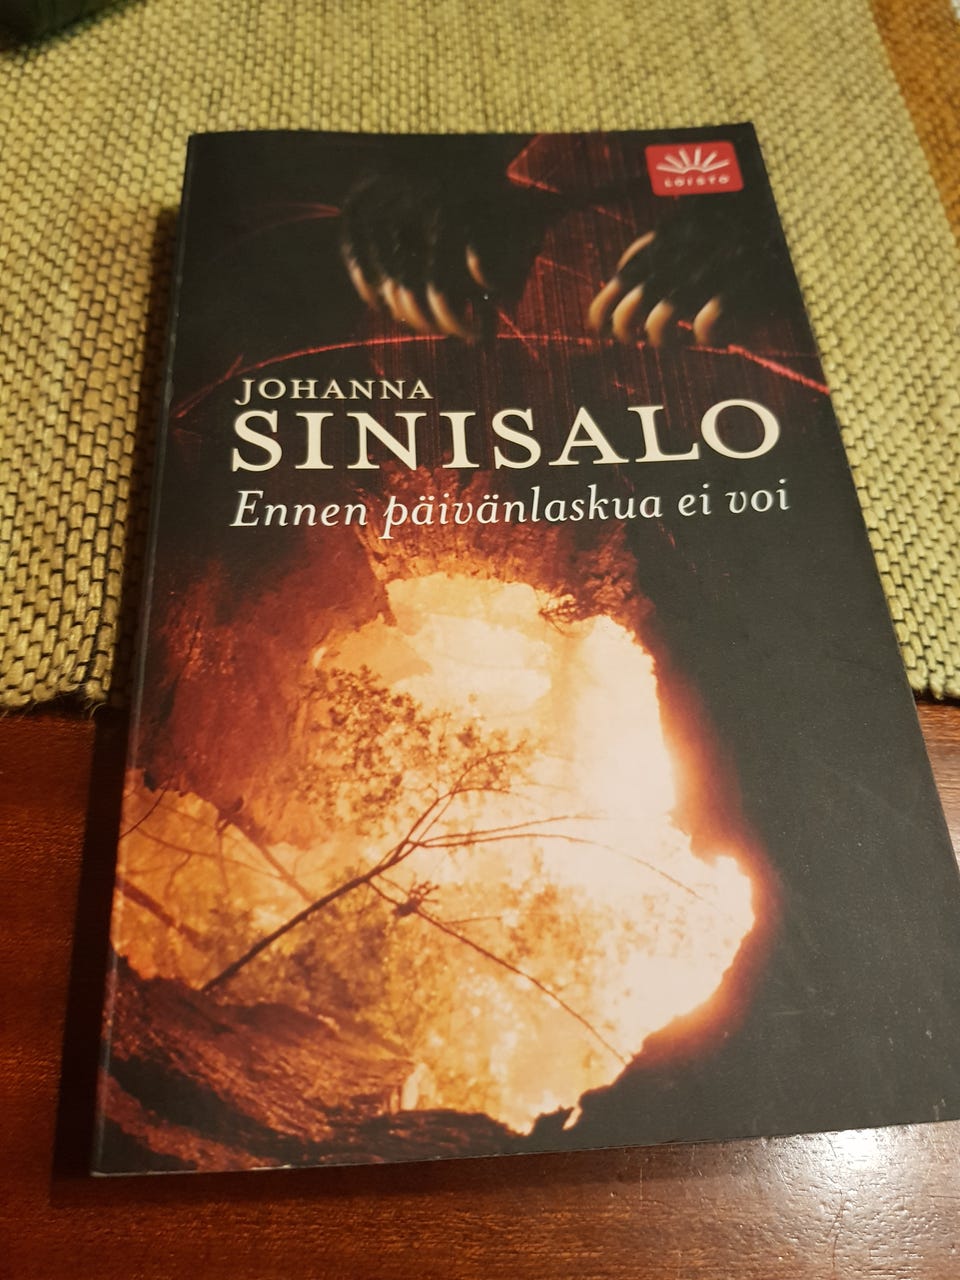 Loisto
JOHANNA
SINISALO
Ennen päivänlaskua ei voi